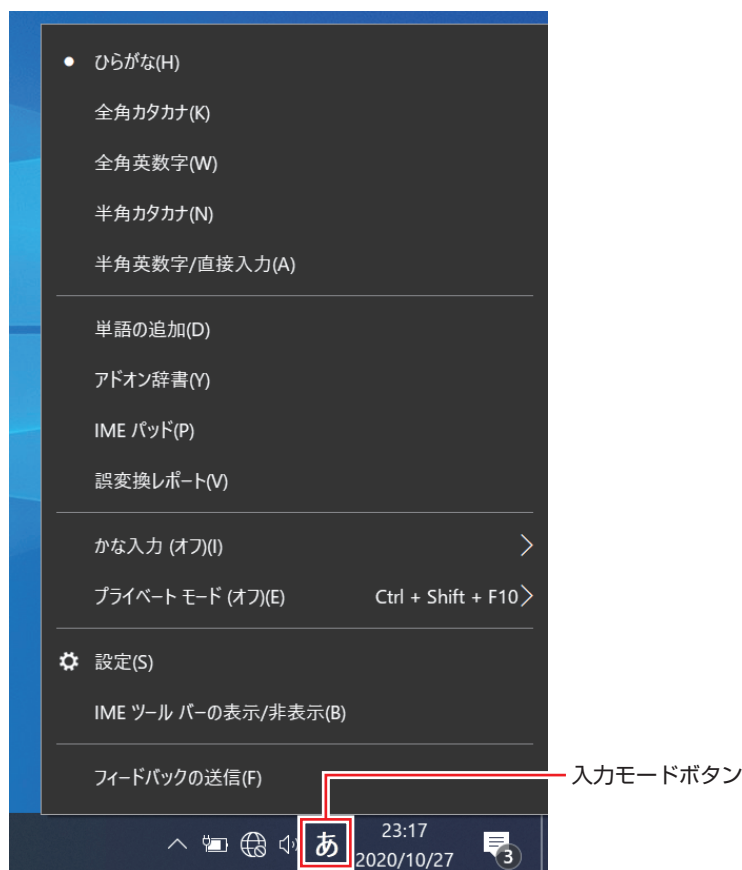 ひらがな(H)
全角カタカナ(K)
全角英数字(W)
半角カタカナ(N)
半角英数字/直接入力(A)
単語の追加(D)
アドオン辞書(Y)
IME パッド(P)
誤変換レポート(V)
かな入力 (オフ)(I)
プライベート モード (オフ)(E) Ctrl + Shift + F10
設定(S)
IME ツール バーの表示/非表示(B)
フィードバックの送信(F)
入力モードボタン
あ
23:17
2020/10/27
3